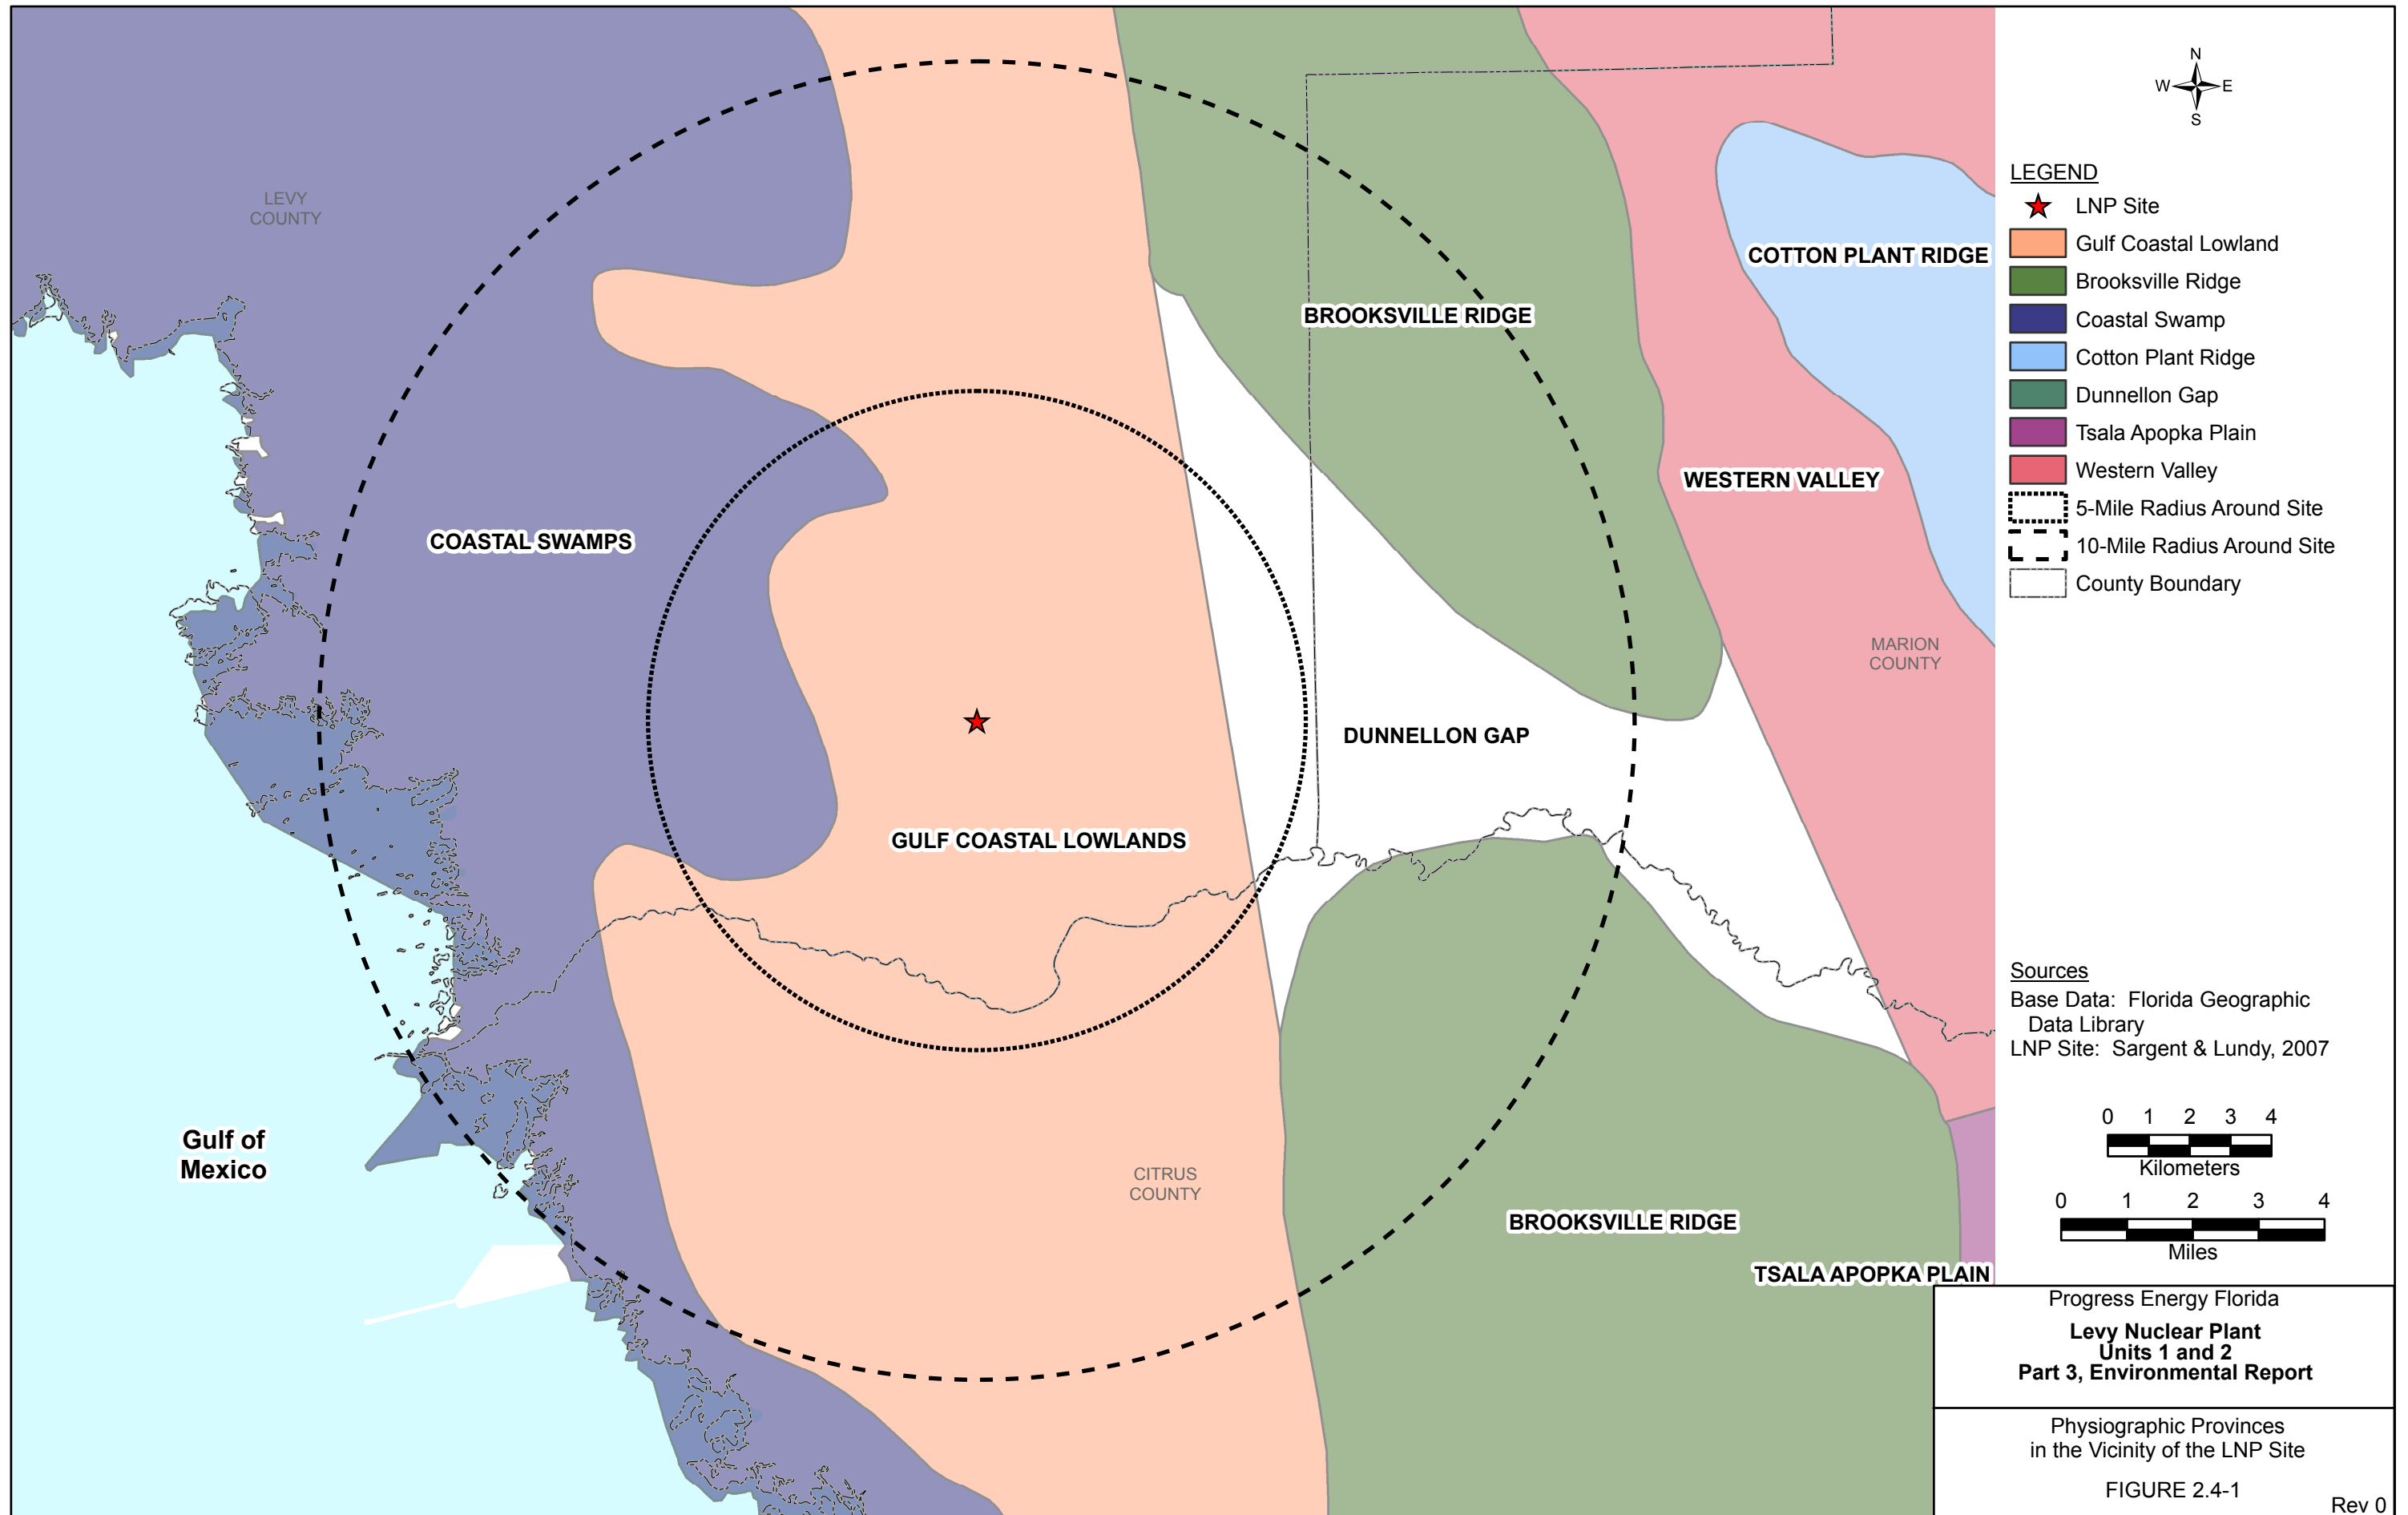 LEVY
COUNTY
COTTON PLANT RIDGE
BROOKSVILLE RIDGE
WESTERN VALLEY
COASTAL SWAMPS
MARION
COUNTY
DUNNELLON GAP
GULF COASTAL LOWLANDS
Gulf of
Mexico
CITRUS
COUNTY
BROOKSVILLE RIDGE
TSALA APOPKA PLAIN
N
W E
S
LEGEND
LNP Site
Gulf Coastal Lowland
Brooksville Ridge
Coastal Swamp
Cotton Plant Ridge
Dunnellon Gap
Tsala Apopka Plain
Western Valley
5-Mile Radius Around Site
10-Mile Radius Around Site
County Boundary
Sources
Base Data: Florida Geographic
Data Library
LNP Site: Sargent & Lundy, 2007
0 1 2 3 4
Kilometers
0 1 2 3 4
Miles
Progress Energy Florida
Levy Nuclear Plant
Units 1 and 2
Part 3, Environmental Report
Physiographic Provinces
in the Vicinity of the LNP Site
FIGURE 2.4-1
Rev 0